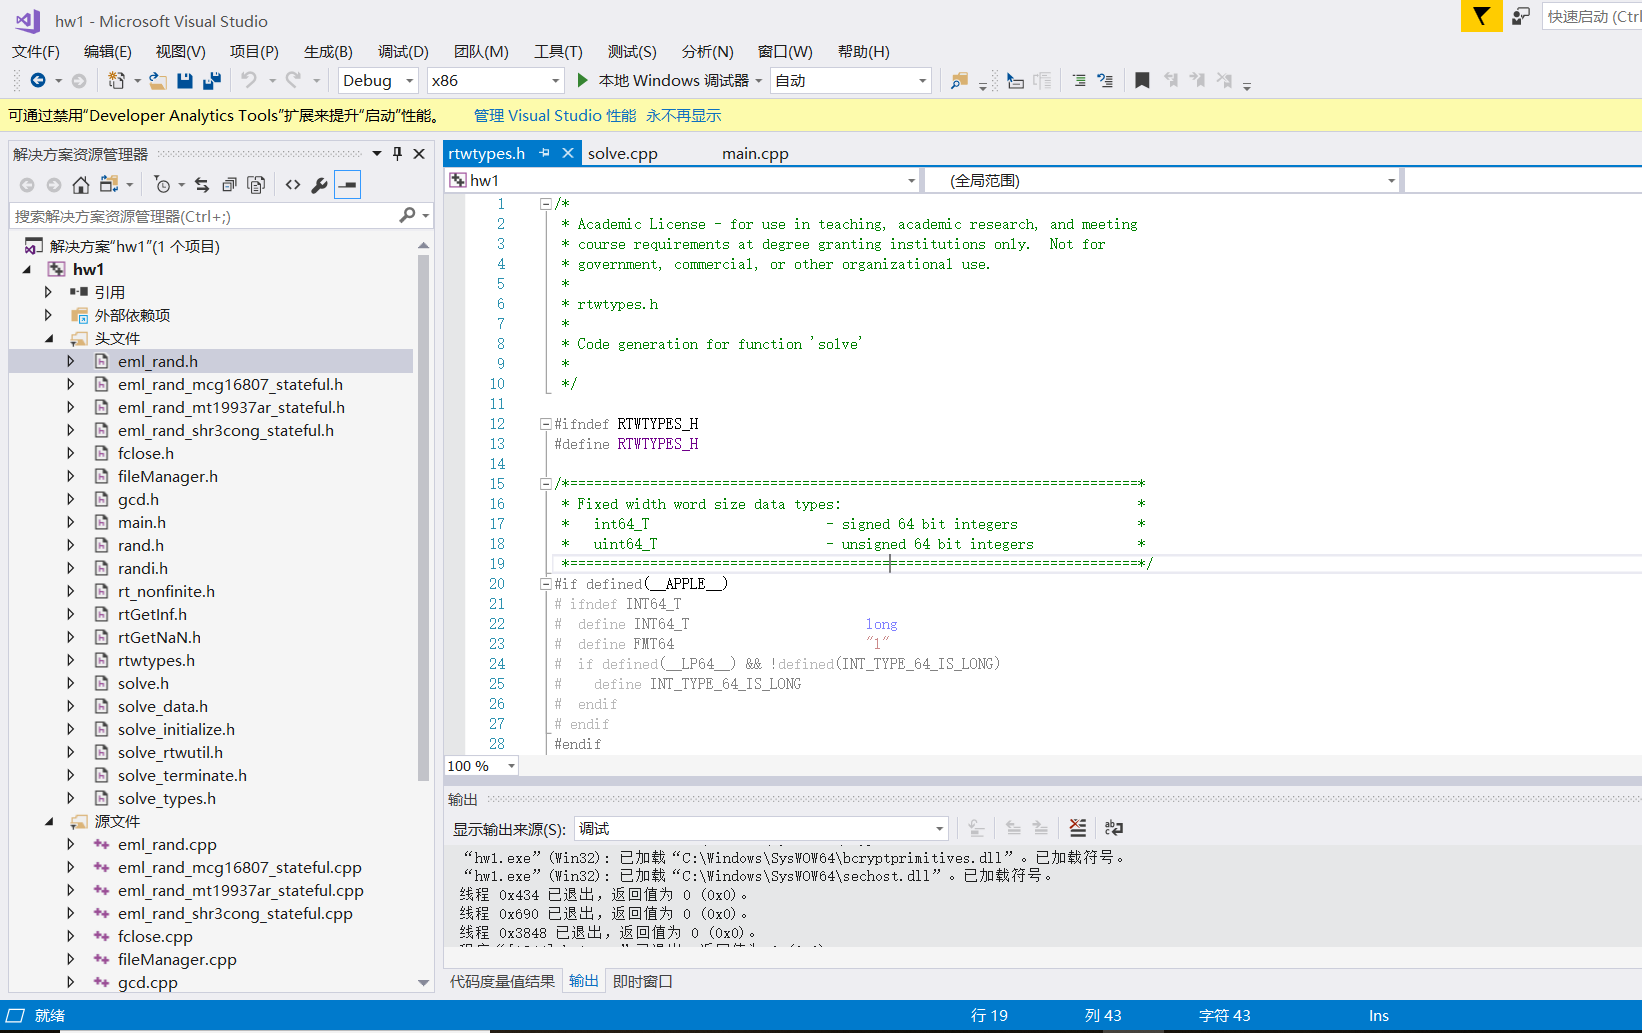 hw1 - Microsoft Visual Studio
快速启动 (Ctrl
文件(F) 编辑(E) 视图(V) 项目(P) 生成(B) 调试(D) 团队(M) 工具(T) 测试(S) 分析(N) 窗口(W) 帮助(H)
Debug x86 本地 Windows 调试器 自动
可通过禁用“Developer Analytics Tools”扩展来提升“启动”性能。 管理 Visual Studio 性能 永不再显示
解决方案资源管理器
搜索解决方案资源管理器(Ctrl+;)
解决方案“hw1”(1 个项目)
hw1
引用
外部依赖项
头文件
eml_rand.h
eml_rand_mcg16807_stateful.h
eml_rand_mt19937ar_stateful.h
eml_rand_shr3cong_stateful.h
fclose.h
fileManager.h
gcd.h
main.h
rand.h
randi.h
rt_nonfinite.h
rtGetInf.h
rtGetNaN.h
rtwtypes.h
solve.h
solve_data.h
solve_initialize.h
solve_rtwutil.h
solve_terminate.h
solve_types.h
源文件
eml_rand.cpp
eml_rand_mcg16807_stateful.cpp
eml_rand_mt19937ar_stateful.cpp
eml_rand_shr3cong_stateful.cpp
fclose.cpp
fileManager.cpp
gcd.cpp
rtwtypes.h solve.cpp main.cpp
hw1 (全局范围)
1 /*
2 * Academic License - for use in teaching, academic research, and meeting
3 * course requirements at degree granting institutions only.  Not for
4 * government, commercial, or other organizational use.
5 *
6 * rtwtypes.h
7 *
8 * Code generation for function 'solve'
9 *
10 */
11
12 #ifndef RTWTYPES_H
13 #define RTWTYPES_H
14
15 /*=======================================================================*
16 * Fixed width word size data types: *
17 *   int64_T - signed 64 bit integers *
18 *   uint64_T - unsigned 64 bit integers *
19 *=======================================================================*/
20 #if defined(__APPLE__)
21 # ifndef INT64_T
22 #  define INT64_T long
23 #  define FMT64 "l"
24 #  if defined(__LP64__) && !defined(INT_TYPE_64_IS_LONG)
25 #    define INT_TYPE_64_IS_LONG
26 #  endif
27 # endif
28 #endif
100 %
输出
显示输出来源(S): 调试
“hw1.exe”(Win32): 已加载“C:\Windows\SysWOW64\bcryptprimitives.dll”。已加载符号。
“hw1.exe”(Win32): 已加载“C:\Windows\SysWOW64\sechost.dll”。已加载符号。
线程 0x434 已退出，返回值为 0 (0x0)。
线程 0x690 已退出，返回值为 0 (0x0)。
线程 0x3848 已退出，返回值为 0 (0x0)。
代码度量值结果 输出 即时窗口
就绪 行 19 列 43 字符 43 Ins